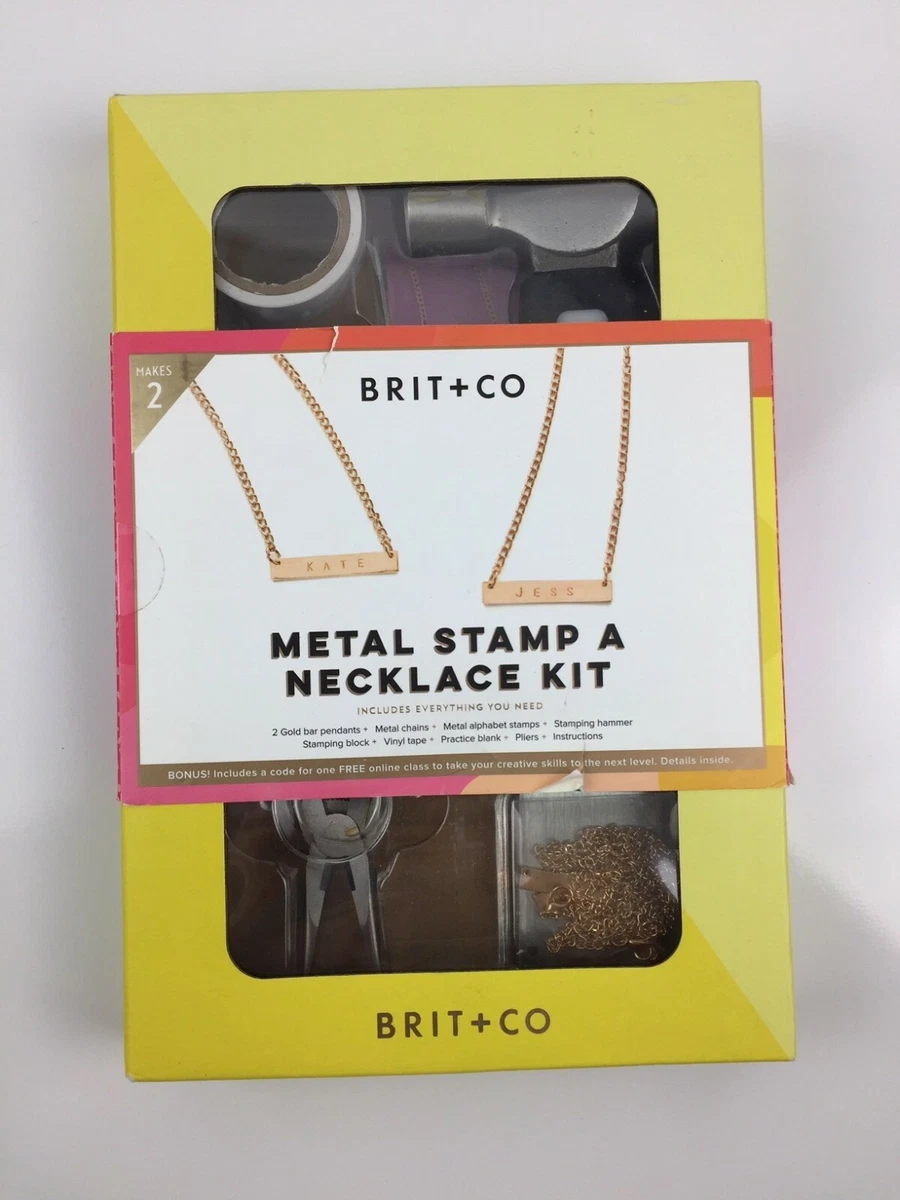 MAKES
2
BRIT+CO
KATE
JESS
METAL STAMP A
NECKLACE KIT
INCLUDES EVERYTHING YOU NEED
2 Gold bar pendants + Metal chains + Metal alphabet stamps + Stamping hammer
Stamping block + Vinyl tape + Practice blank + Pliers + Instructions
BONUS! Includes a code for one FREE online class to take your creative skills to the next level. Details inside.
BRIT+CO